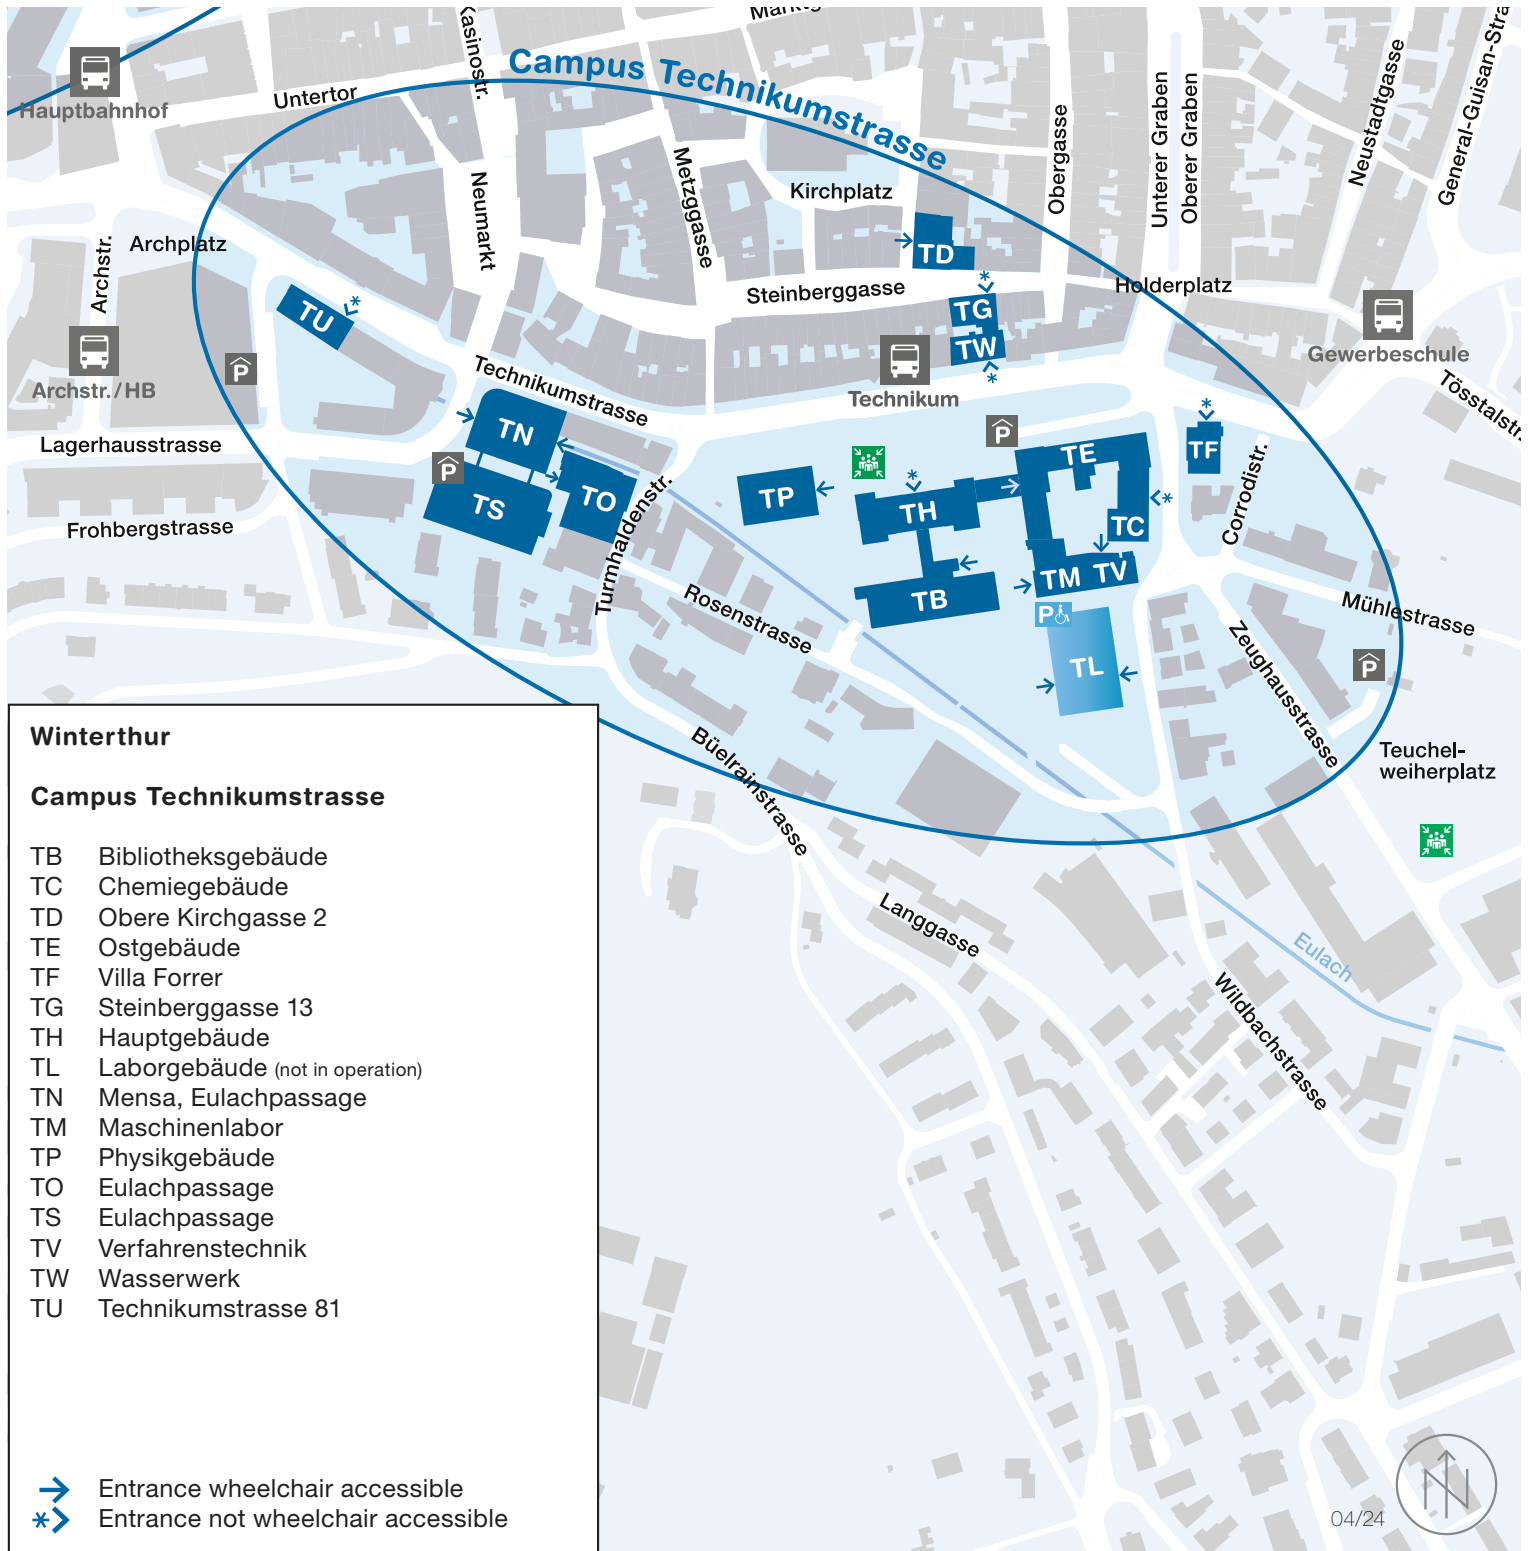 Marktg
Kasinostr.
General-Guisan-Stra
Campus Technikumstrasse
Hauptbahnhof
Untertor
Neustadtgasse
Unterer Graben
Oberer Graben
Obergasse
Metzggasse
Kirchplatz
Neumarkt
Archplatz
Archstr.
TD
Steinberggasse
Holderplatz
TU
TG
TW
Technikum
Gewerbeschule
Archstr./HB
P
Technikumstrasse
Tösstalstr.
Lagerhausstrasse
TN
P
TS
TO
P
TE
TF
Corrodistr.
TP
TH
TC
Frohbergstrasse
Turmhaldenstr.
Rosenstrasse
TB
TM
TV
P
Mühlestrasse
TL
Zeughausstrasse
P
Büelrainstrasse
Teuchel-
weiherplatz
Langgasse
Eulach
Wildbachstrasse
Winterthur
Campus Technikumstrasse
TB Bibliotheksgebäude
TC Chemiegebäude
TD Obere Kirchgasse 2
TE Ostgebäude
TF Villa Forrer
TG Steinberggasse 13
TH Hauptgebäude
TL Laborgebäude (not in operation)
TN Mensa, Eulachpassage
TM Maschinenlabor
TP Physikgebäude
TO Eulachpassage
TS Eulachpassage
TV Verfahrenstechnik
TW Wasserwerk
TU Technikumstrasse 81
Entrance wheelchair accessible
* Entrance not wheelchair accessible
04/24
N